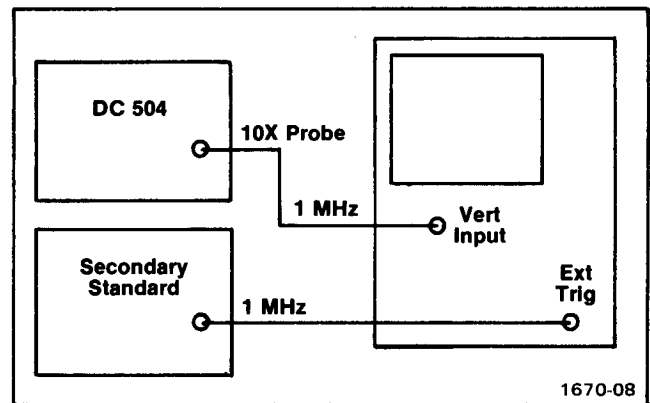 DC 504
10X Probe
1 MHz
Vert
Input
Secondary
Standard
1 MHz
Ext
Trig
1670-08